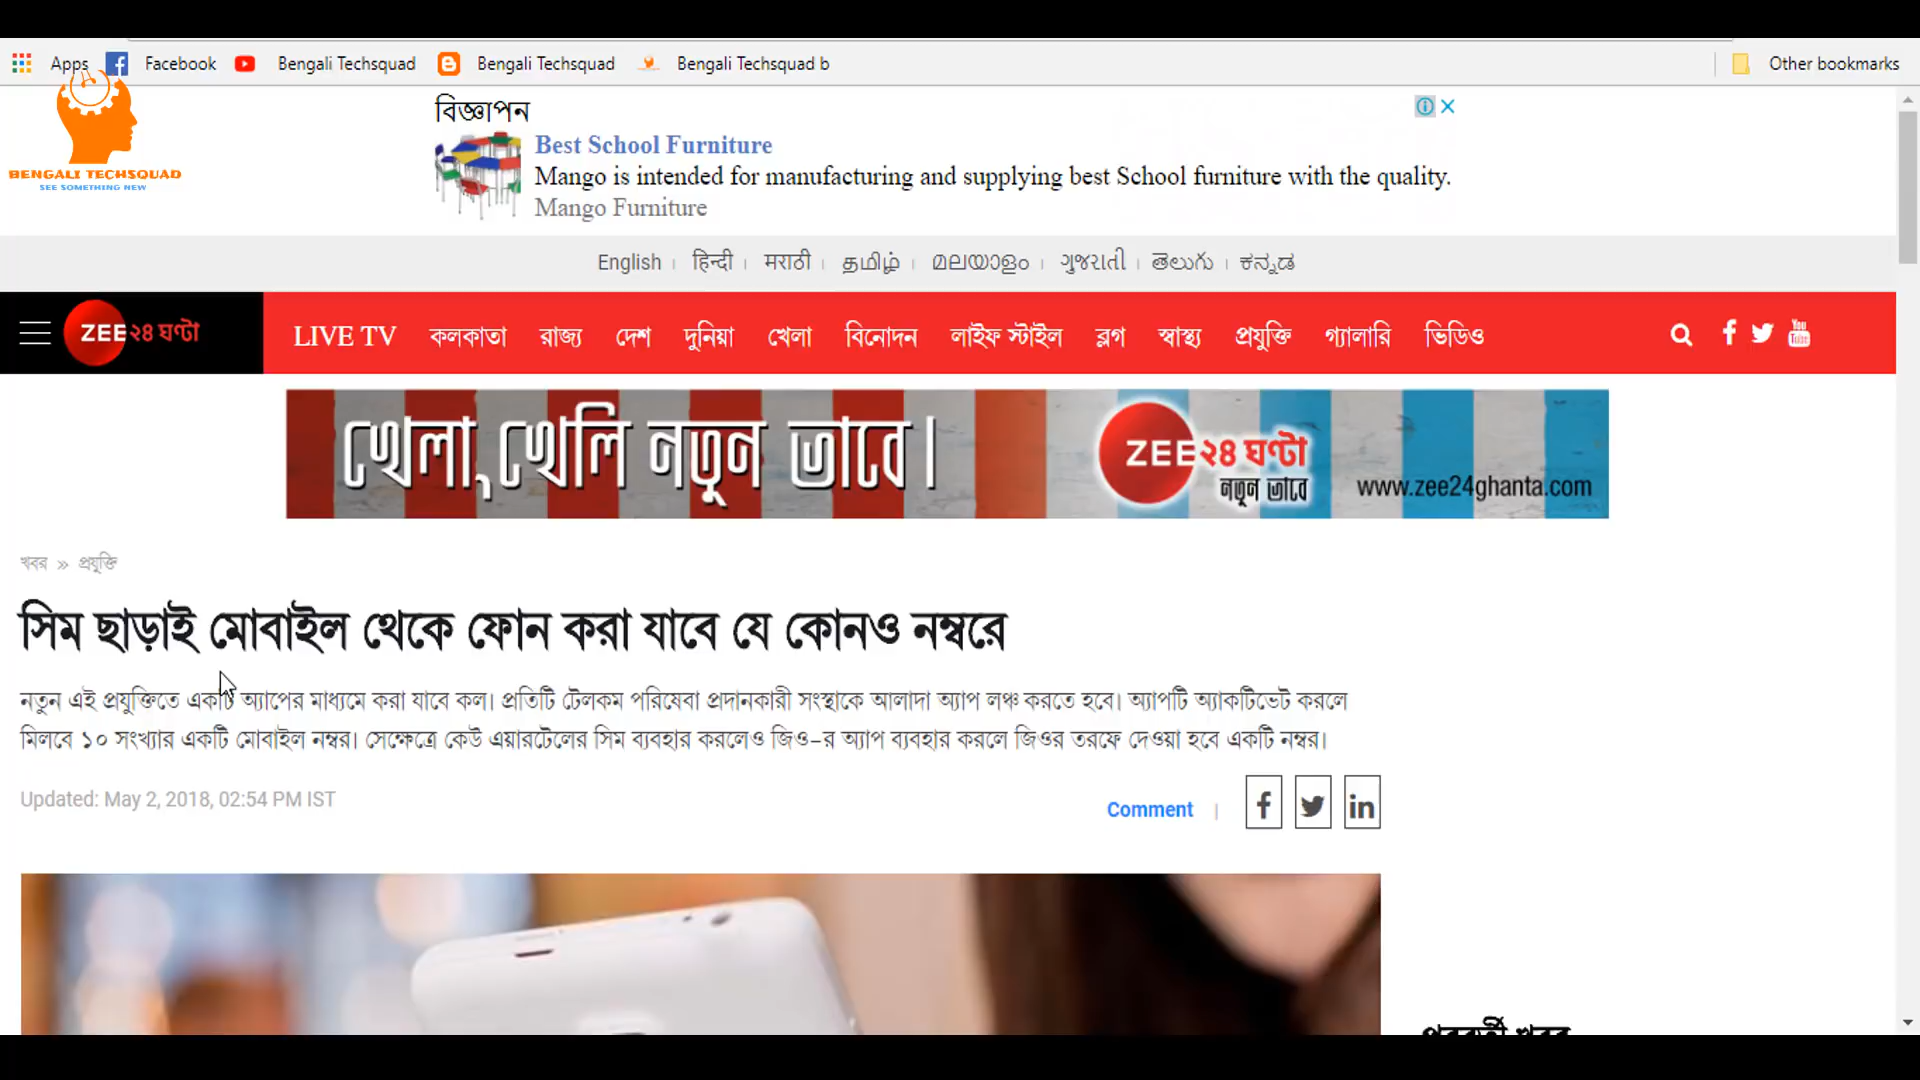 Apps Facebook Bengali Techsquad Bengali Techsquad Bengali Techsquad b Other bookmarks
BENGALI TECHSQUAD
SEE SOMETHING NEW
বিজ্ঞাপন
Best School Furniture
Mango is intended for manufacturing and supplying best School furniture with the quality.
Mango Furniture
English हिन्दी मराठी தமிழ் മലയാളം ગુજરાતી తెలుగు ಕನ್ನಡ
ZEE ২৪ ঘণ্টা
LIVE TV কলকাতা রাজ্য দেশ দুনিয়া খেলা বিনোদন লাইফ স্টাইল ব্লগ স্বাস্থ্য প্রযুক্তি গ্যালারি ভিডিও
You Tube
খেলা, খেলি নতুন ভাবে।
ZEE ২৪ ঘণ্টা
নতুন ভাবে
www.zee24ghanta.com
খবর » প্রযুক্তি
সিম ছাড়াই মোবাইল থেকে ফোন করা যাবে যে কোনও নম্বরে
নতুন এই প্রযুক্তিতে একটি অ্যাপের মাধ্যমে করা যাবে কল। প্রতিটি টেলকম পরিষেবা প্রদানকারী সংস্থাকে আলাদা অ্যাপ লঞ্চ করতে হবে। অ্যাপটি অ্যাকটিভেট করলে
মিলবে ১০ সংখ্যার একটি মোবাইল নম্বর। সেক্ষেত্রে কেউ এয়ারটেলের সিম ব্যবহার করলেও জিও-র অ্যাপ ব্যবহার করলে জিওর তরফে দেওয়া হবে একটি নম্বর।
Updated: May 2, 2018, 02:54 PM IST
Comment